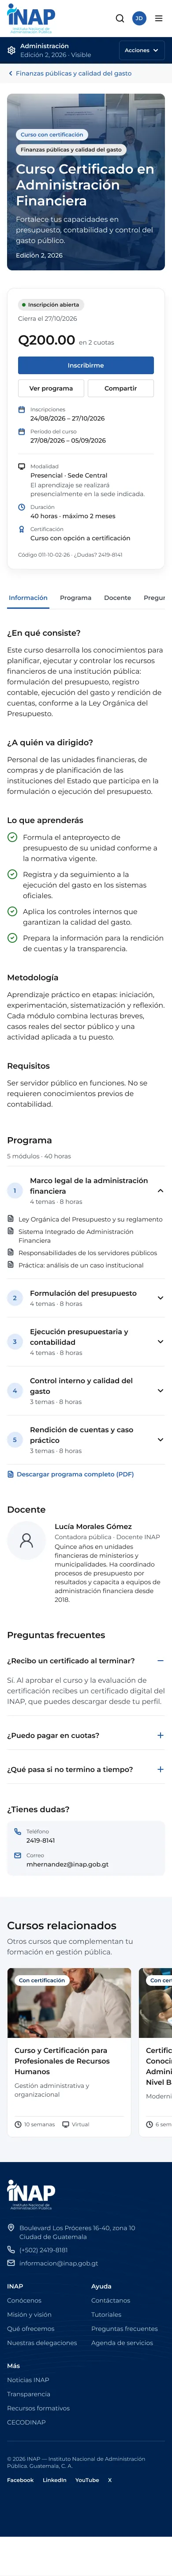 INAP
Instituto Nacional de Administración Pública
JD
Administración
Edición 2, 2026 · Visible
Acciones
Finanzas públicas y calidad del gasto
Curso con certificación
Finanzas públicas y calidad del gasto
Curso Certificado en
Administración
Financiera
Fortalece tus capacidades en
presupuesto, contabilidad y control del
gasto público.
Edición 2, 2026
Inscripción abierta
Cierra el 27/10/2026
Q200.00 en 2 cuotas
Inscribirme
Ver programa
Compartir
Inscripciones
24/08/2026 – 27/10/2026
Período del curso
27/08/2026 – 05/09/2026
Modalidad
Presencial · Sede Central
El aprendizaje se realizará
presencialmente en la sede indicada.
Duración
40 horas · máximo 2 meses
Certificación
Curso con opción a certificación
Código 011-10-02-26 · ¿Dudas? 2419-8141
Información
Programa
Docente
Pregun
¿En qué consiste?
Este curso desarrolla los conocimientos para
planificar, ejecutar y controlar los recursos
financieros de una institución pública:
formulación del presupuesto, registro
contable, ejecución del gasto y rendición de
cuentas, conforme a la Ley Orgánica del
Presupuesto.
¿A quién va dirigido?
Personal de las unidades financieras, de
compras y de planificación de las
instituciones del Estado que participa en la
formulación o ejecución del presupuesto.
Lo que aprenderás
Formula el anteproyecto de
presupuesto de su unidad conforme a
la normativa vigente.
Registra y da seguimiento a la
ejecución del gasto en los sistemas
oficiales.
Aplica los controles internos que
garantizan la calidad del gasto.
Prepara la información para la rendición
de cuentas y la transparencia.
Metodología
Aprendizaje práctico en etapas: iniciación,
experimentación, sistematización y reflexión.
Cada módulo combina lecturas breves,
casos reales del sector público y una
actividad aplicada a tu puesto.
Requisitos
Ser servidor público en funciones. No se
requieren conocimientos previos de
contabilidad.
Programa
5 módulos · 40 horas
1
Marco legal de la administración
financiera
4 temas · 8 horas
Ley Orgánica del Presupuesto y su reglamento
Sistema Integrado de Administración
Financiera
Responsabilidades de los servidores públicos
Práctica: análisis de un caso institucional
2
Formulación del presupuesto
4 temas · 8 horas
3
Ejecución presupuestaria y
contabilidad
4 temas · 8 horas
4
Control interno y calidad del
gasto
3 temas · 8 horas
5
Rendición de cuentas y caso
práctico
3 temas · 8 horas
Descargar programa completo (PDF)
Docente
Lucía Morales Gómez
Contadora pública · Docente INAP
Quince años en unidades
financieras de ministerios y
municipalidades. Ha coordinado
procesos de presupuesto por
resultados y capacita a equipos de
administración financiera desde
2018.
Preguntas frecuentes
¿Recibo un certificado al terminar?
Sí. Al aprobar el curso y la evaluación de
certificación recibes un certificado digital del
INAP, que puedes descargar desde tu perfil.
¿Puedo pagar en cuotas?
¿Qué pasa si no termino a tiempo?
¿Tienes dudas?
Teléfono
2419-8141
Correo
mhernandez@inap.gob.gt
Cursos relacionados
Otros cursos que complementan tu
formación en gestión pública.
Con certificación
Curso y Certificación para
Profesionales de Recursos
Humanos
Gestión administrativa y
organizacional
10 semanas
Virtual
Con cert
Certific
Conoci
Admini
Nivel B
Moderni
6 sem
INAP
Instituto Nacional de Administración Pública
Boulevard Los Próceres 16-40, zona 10
Ciudad de Guatemala
(+502) 2419-8181
informacion@inap.gob.gt
INAP
Conócenos
Misión y visión
Qué ofrecemos
Nuestras delegaciones
Ayuda
Contáctanos
Tutoriales
Preguntas frecuentes
Agenda de servicios
Más
Noticias INAP
Transparencia
Recursos formativos
CECODINAP
© 2026 INAP — Instituto Nacional de Administración
Pública. Guatemala, C. A.
Facebook
LinkedIn
YouTube
X